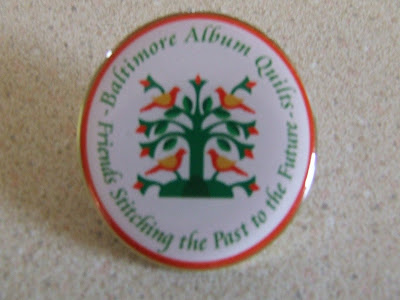 -Baltimore Album Quilts-
Friends Stitching the Past to the Future